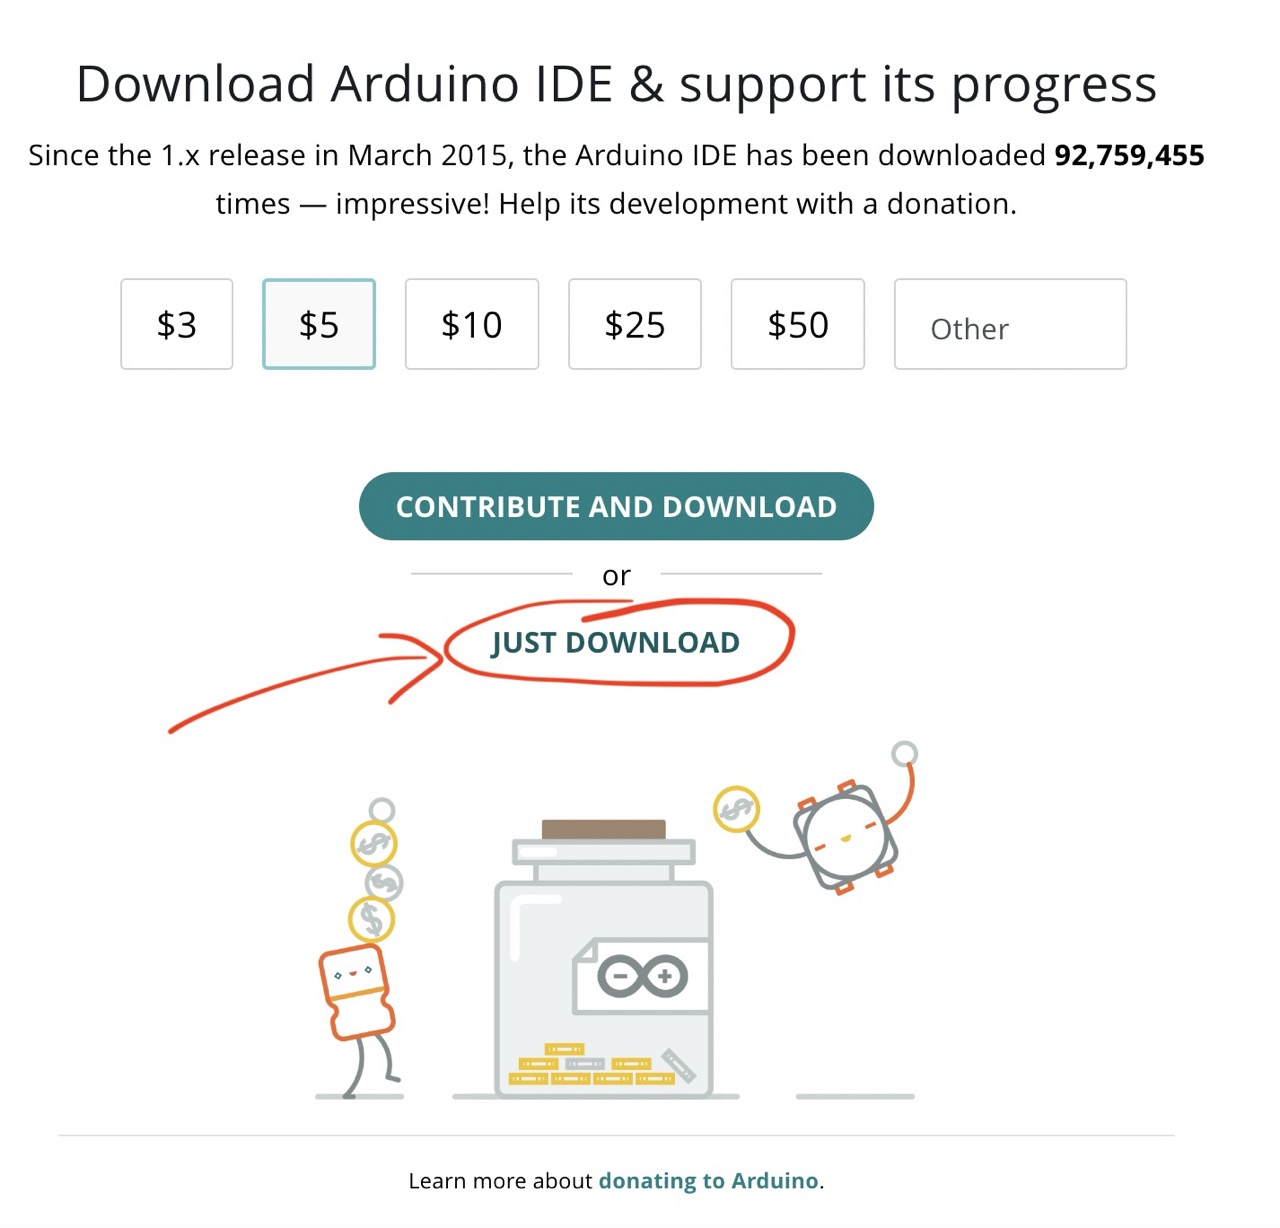 Download Arduino IDE & support its progress
Since the 1.x release in March 2015, the Arduino IDE has been downloaded 92,759,455
times — impressive! Help its development with a donation.
$3 $5 $10 $25 $50 Other
CONTRIBUTE AND DOWNLOAD
or
JUST DOWNLOAD
Learn more about donating to Arduino.